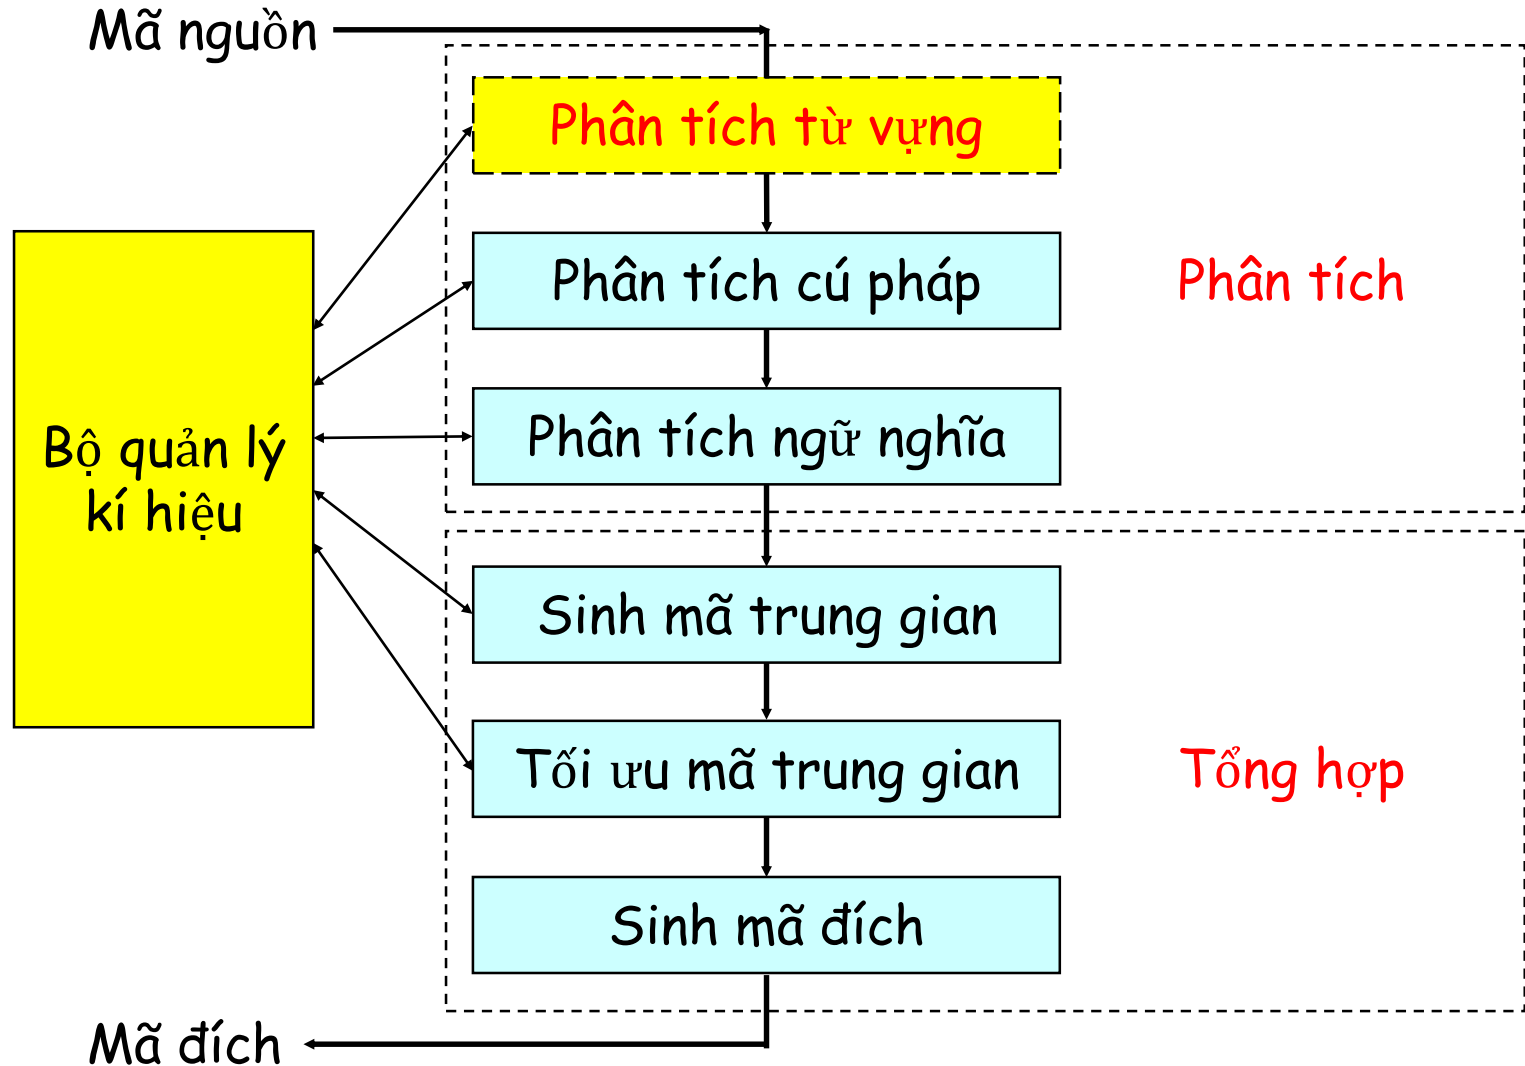 Mã nguồn
Phân tích từ vựng
Phân tích cú pháp
Phân tích
Phân tích ngữ nghĩa
Bộ quản lý
kí hiệu
Sinh mã trung gian
Tối ưu mã trung gian
Tổng hợp
Sinh mã đích
Mã đích